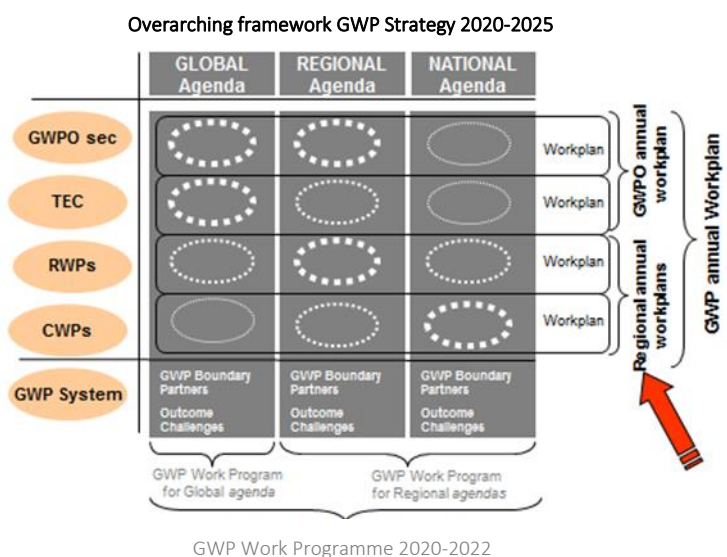 Overarching framework GWP Strategy 2020-2025
GLOBAL
Agenda
REGIONAL
Agenda
NATIONAL
Agenda
GWPO sec
Workplan
TEC
Workplan
RWPs
Workplan
CWPs
Workplan
GWPO annual
workplan
Regional annual
workplans
GWP annual Workplan
GWP System
GWP Boundary
Partners
Outcome
Challenges
GWP Boundary
Partners
Outcome
Challenges
GWP Boundary
Partners
Outcome
Challenges
GWP Work Program
for Global agenda
GWP Work Program
for Regional agendas
GWP Work Programme 2020-2022